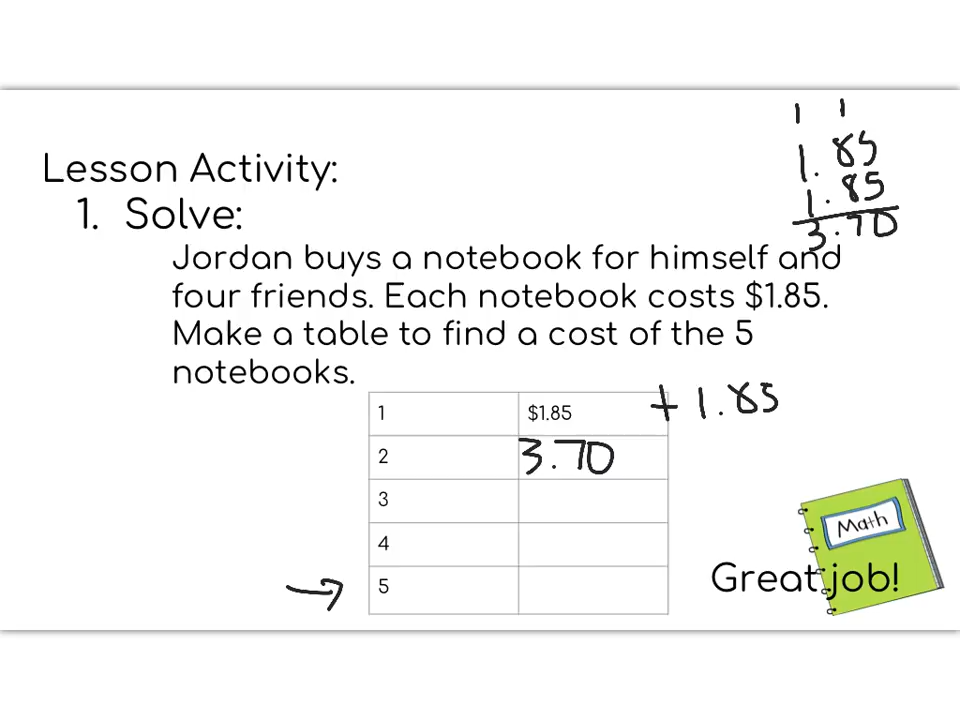 1 1
1.85
1.85
3.70
Lesson Activity:
1. Solve:
Jordan buys a notebook for himself and
four friends. Each notebook costs $1.85.
Make a table to find a cost of the 5
notebooks.
1 $1.85 + 1.85
2 3.70
3
4
→ 5
Math
Great job!